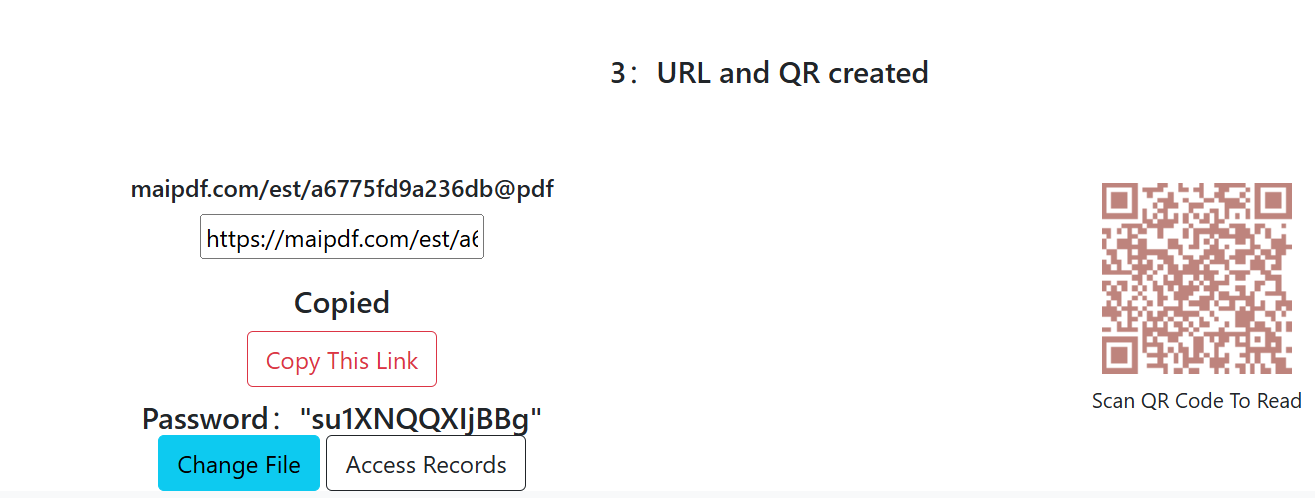 3：URL and QR created
maipdf.com/est/a6775fd9a236db@pdf
https://maipdf.com/est/a6
Copied
Copy This Link
Password："su1XNQQXIjBBg"
Change File
Access Records
Scan QR Code To Read